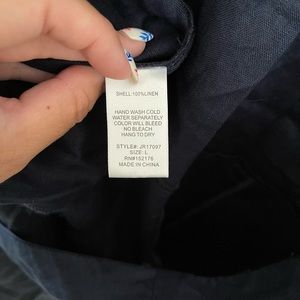 SHELL:100%LINEN
HAND WASH COLD
WATER SEPARATELY
COLOR WILL BLEED
NO BLEACH
HANG TO DRY
STYLE#: JR17097
SIZE: L
RN#152176
MADE IN CHINA